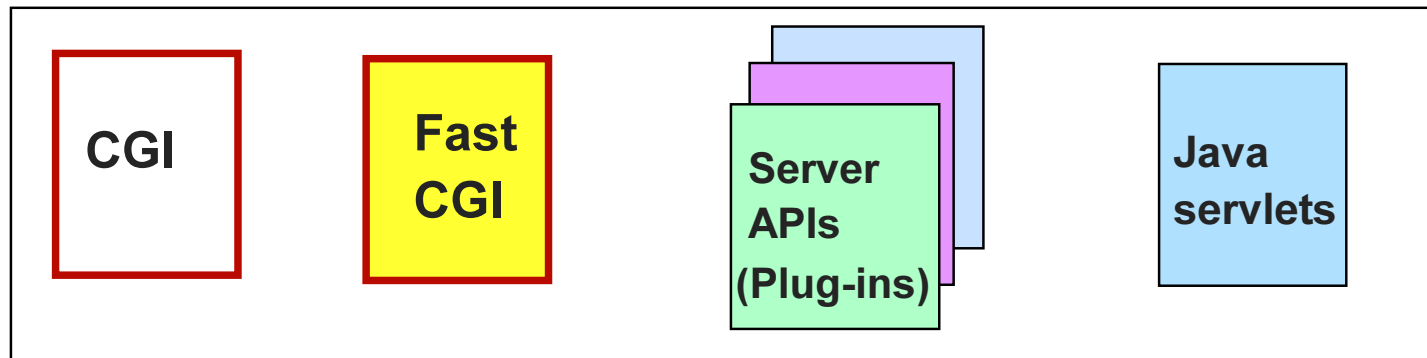 CGI
Fast
CGI
Server
APIs
(Plug-ins)
Java
servlets